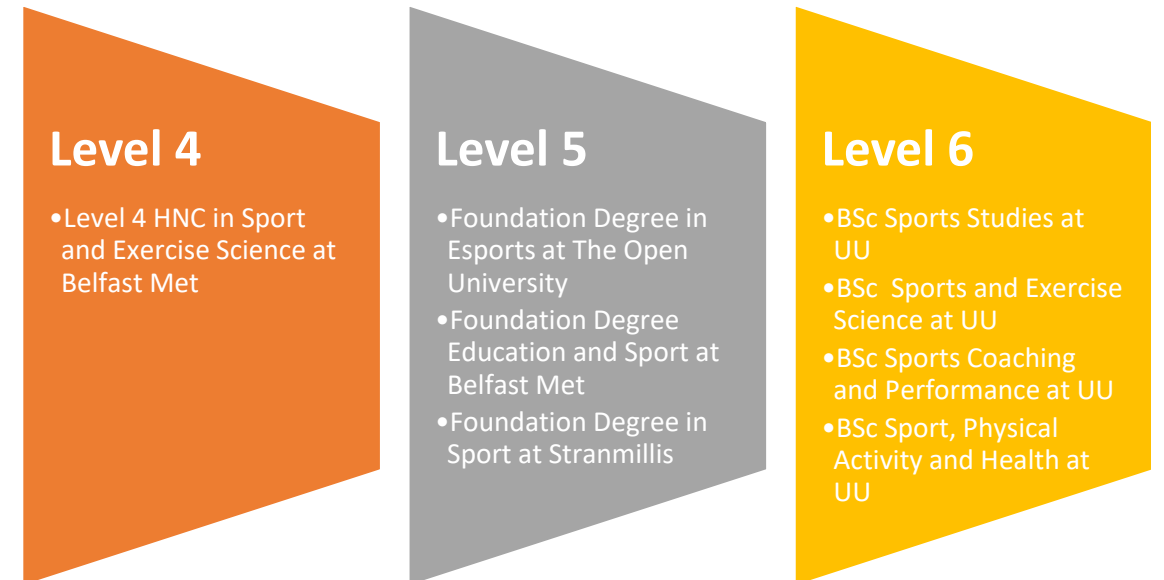 Level 4
•Level 4 HNC in Sport
and Exercise Science at
Belfast Met
Level 5
•Foundation Degree in
Esports at The Open
University
•Foundation Degree
Education and Sport at
Belfast Met
•Foundation Degree in
Sport at Stranmillis
Level 6
•BSc Sports Studies at
UU
•BSc  Sports and Exercise
Science at UU
•BSc Sports Coaching
and Performance at UU
•BSc Sport, Physical
Activity and Health at
UU